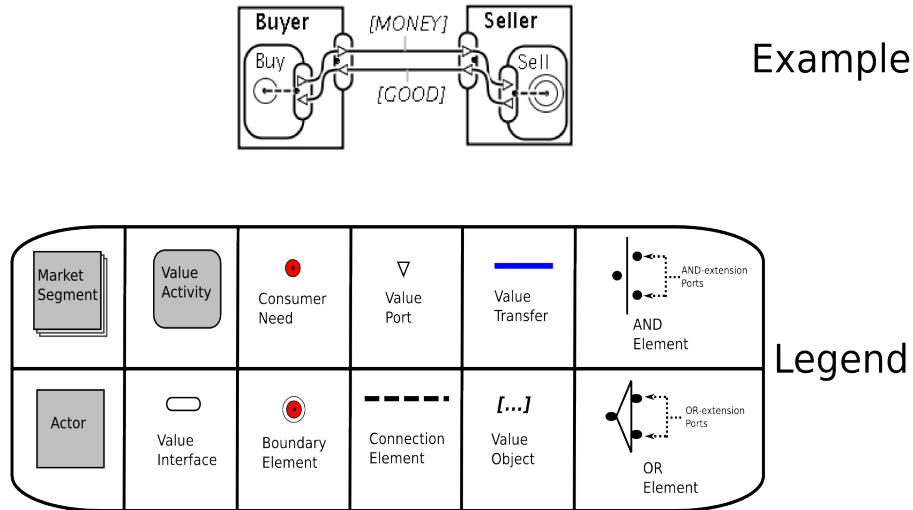 Buyer
[MONEY]
Seller
Buy
Sell
[GOOD]
Example
Market
Segment
Value
Activity
Consumer
Need
Value
Port
Value
Transfer
AND-extension
Ports
AND
Element
Legend
Actor
Value
Interface
Boundary
Element
Connection
Element
[...]
Value
Object
OR-extension
Ports
OR
Element